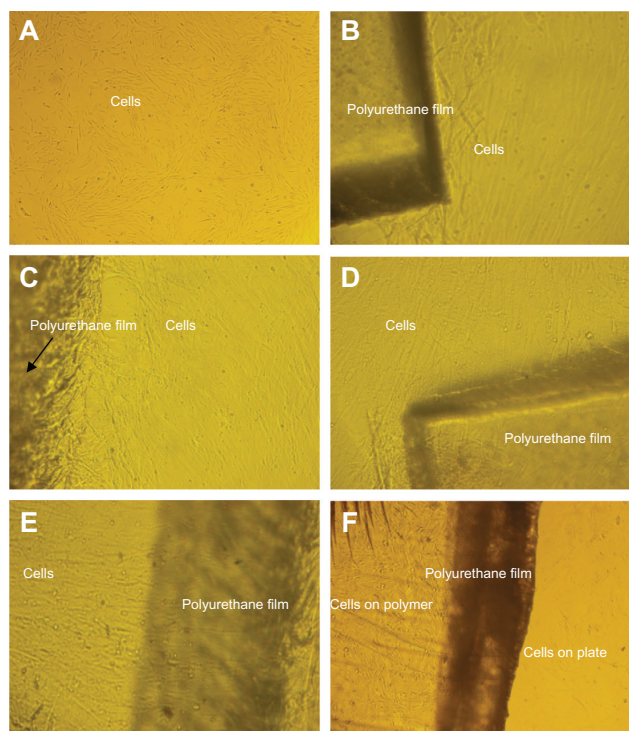 A
Cells
B
Polyurethane film
Cells
C
Polyurethane film
Cells
D
Cells
Polyurethane film
E
Cells
Polyurethane film
F
Polyurethane film
Cells on polymer
Cells on plate